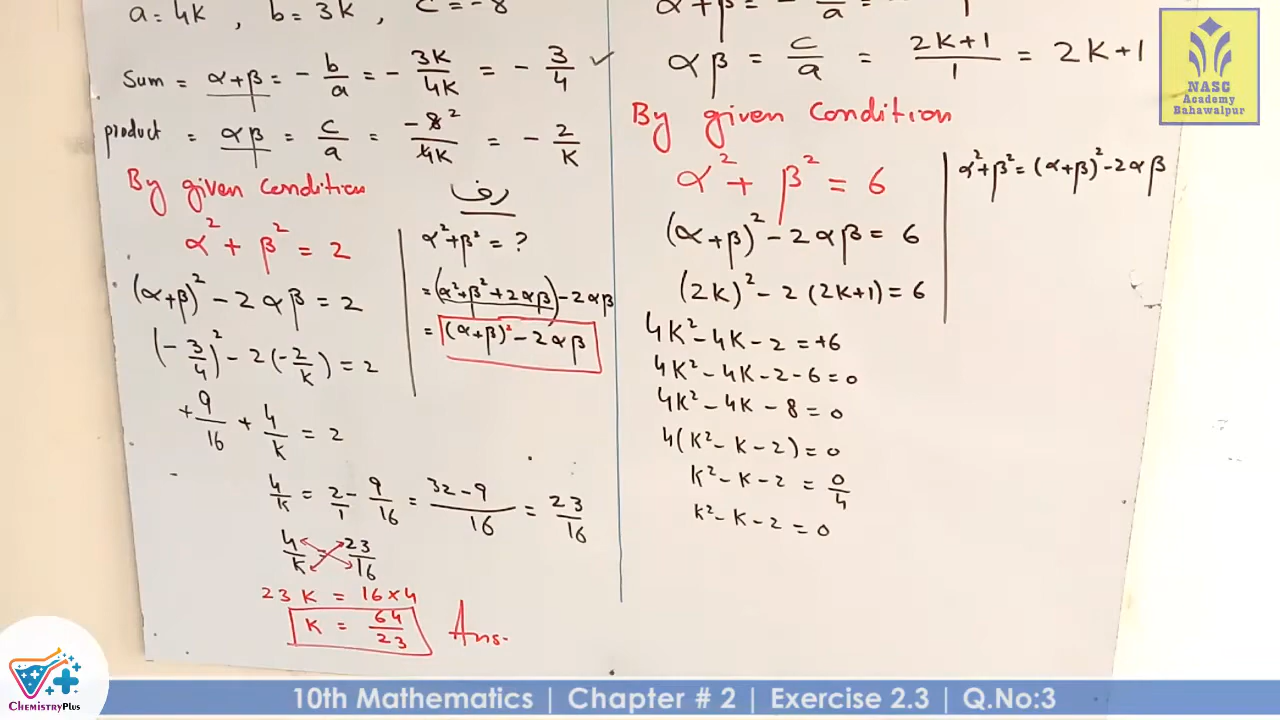 a = 4K , b = 3K , c = -8
Sum = α+β = - b/a = - 3K/4K = - 3/4 ✓
product = αβ = c/a = -8²/4K = - 2/K
By given condition
α² + β² = 2
(α+β)² - 2αβ = 2
(-3/4)² - 2(-2/K) = 2
+ 9/16 + 4/K = 2
4/K = 2/1 - 9/16 = 32-9/16 = 23/16
4/K = 23/16
23K = 16×4
K = 64/23 Ans.
رف
α²+β² = ?
= (α²+β²+2αβ) - 2αβ
= (α+β)² - 2αβ
αβ = c/a = 2K+1/1 = 2K+1
By given Condition
α² + β² = 6
(α+β)² - 2αβ = 6
(2K)² - 2(2K+1) = 6
4K² - 4K - 2 = +6
4K² - 4K - 2 - 6 = 0
4K² - 4K - 8 = 0
4(K² - K - 2) = 0
K² - K - 2 = 0/4
K² - K - 2 = 0
α²+β² = (α+β)² - 2αβ
NASC
Academy
Bahawalpur
CHEMISTRYPLUS
10th Mathematics | Chapter # 2 | Exercise 2.3 | Q.No:3